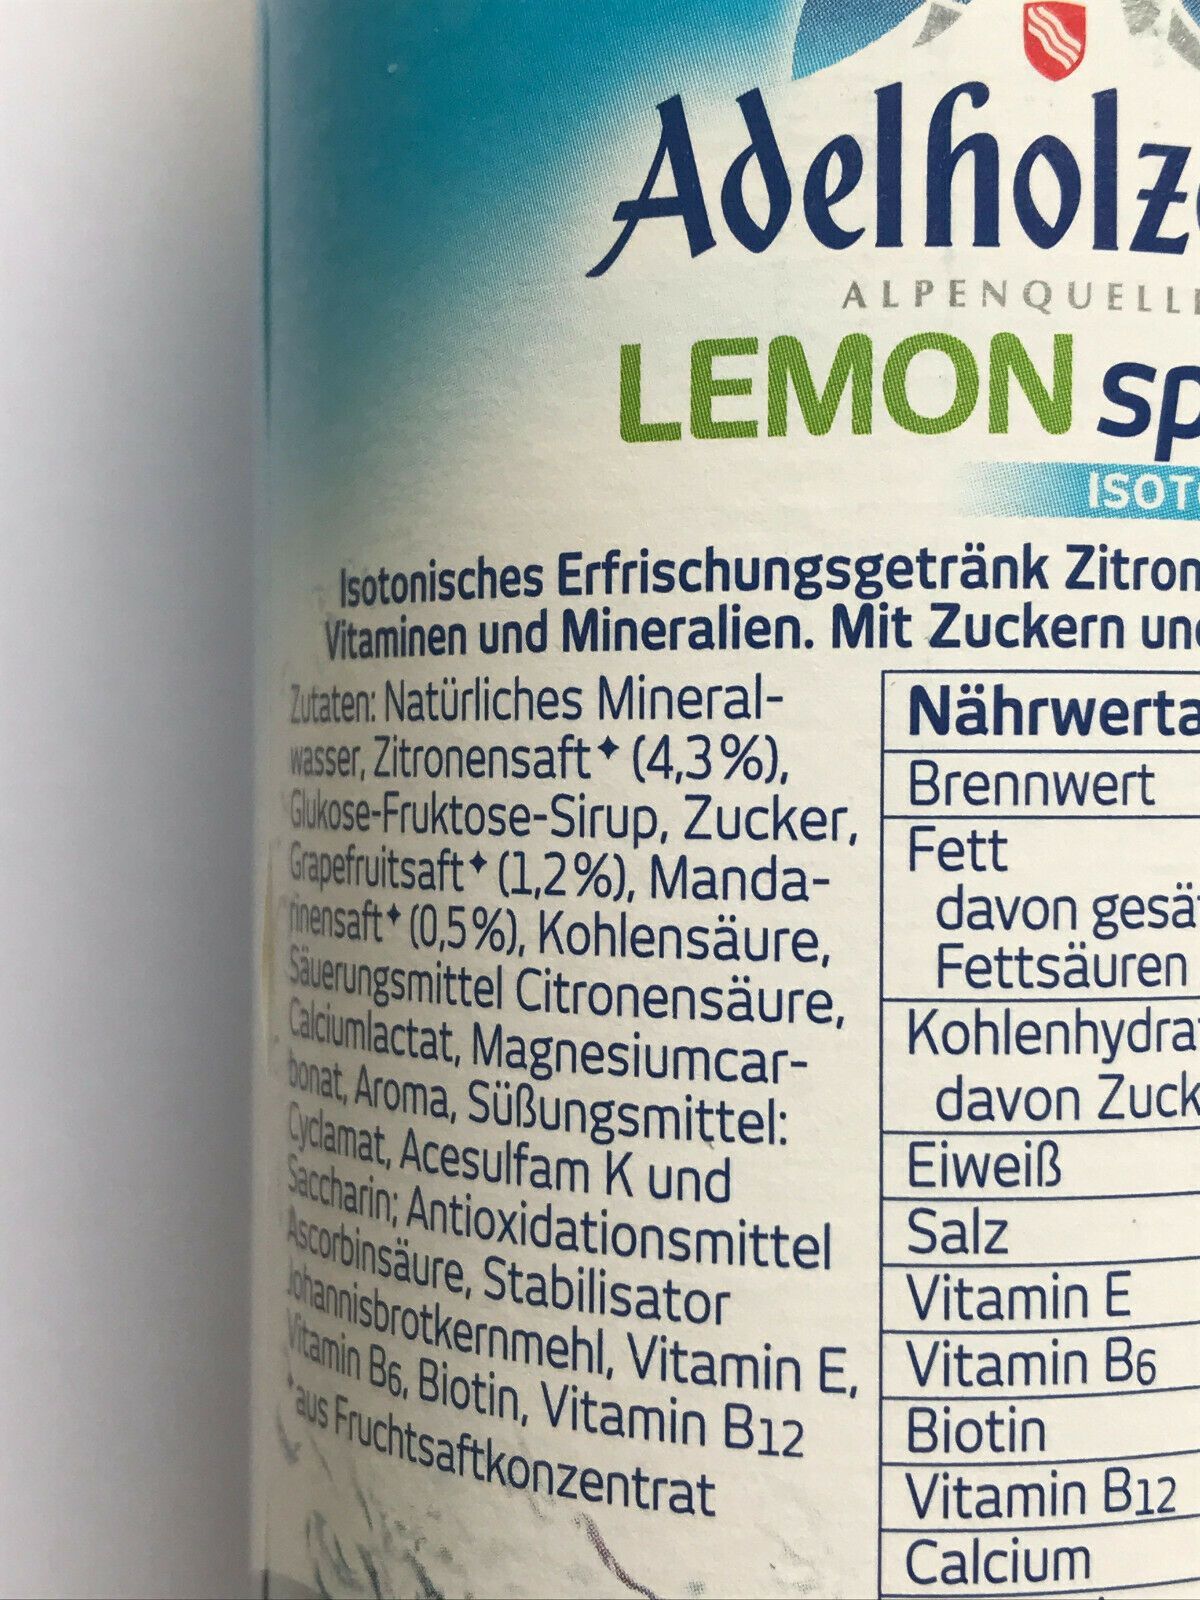 Adelholz
ALPENQUELLE
LEMON sp
ISOT
Isotonisches Erfrischungsgetränk Zitron
Vitaminen und Mineralien. Mit Zuckern und
Zutaten: Natürliches Mineral-
wasser, Zitronensaft✦ (4,3%),
Glukose-Fruktose-Sirup, Zucker,
Grapefruitsaft✦ (1,2%), Manda-
rinensaft✦ (0,5%), Kohlensäure,
Säuerungsmittel Citronensäure,
Calciumlactat, Magnesiumcar-
bonat, Aroma, Süßungsmittel:
Cyclamat, Acesulfam K und
Saccharin; Antioxidationsmittel
Ascorbinsäure, Stabilisator
Johannisbrotkernmehl, Vitamin E,
Vitamin B6, Biotin, Vitamin B12
✦aus Fruchtsaftkonzentrat
Nährwerta
Brennwert
Fett
davon gesät
Fettsäuren
Kohlenhydrat
davon Zuck
Eiweiß
Salz
Vitamin E
Vitamin B6
Biotin
Vitamin B12
Calcium